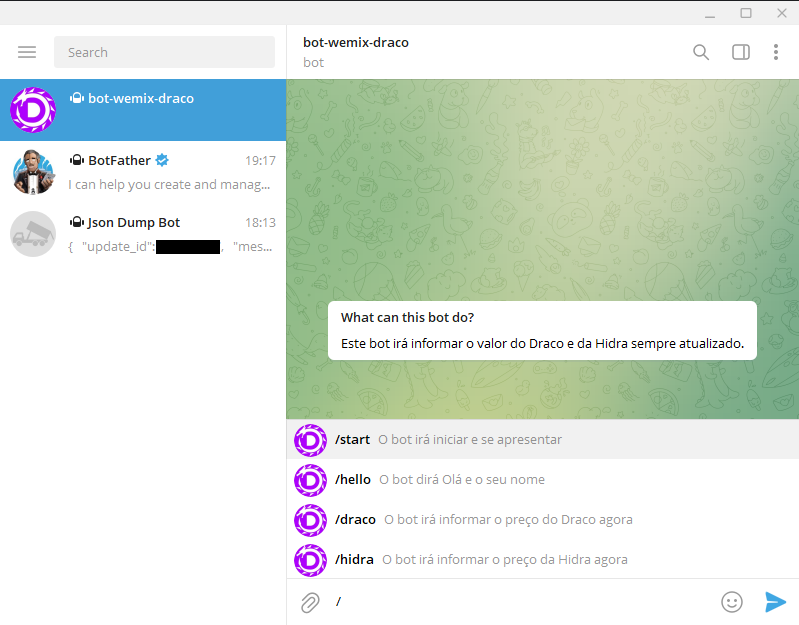 Search
bot-wemix-draco
bot
bot-wemix-draco
BotFather 19:17
I can help you create and manag...
Json Dump Bot 18:13
{ "update_id": , "mes...
What can this bot do?
Este bot irá informar o valor do Draco e da Hidra sempre atualizado.
/start O bot irá iniciar e se apresentar
/hello O bot dirá Olá e o seu nome
/draco O bot irá informar o preço do Draco agora
/hidra O bot irá informar o preço da Hidra agora
/